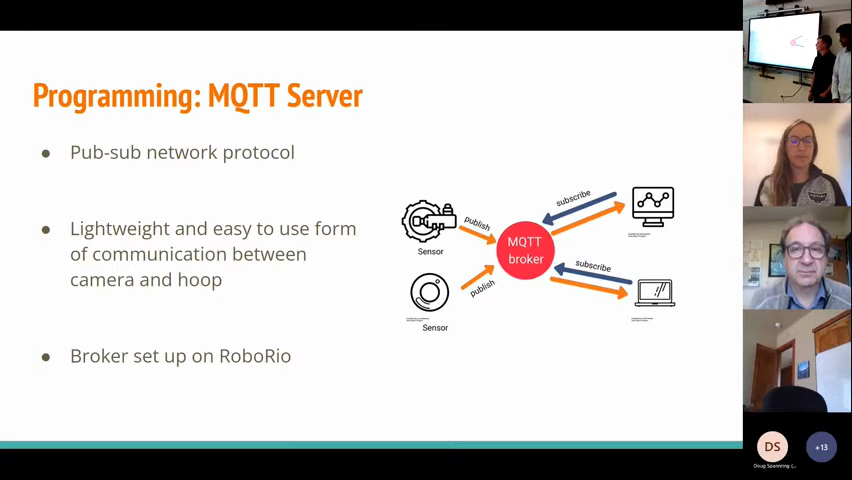 Programming: MQTT Server
● Pub-sub network protocol
● Lightweight and easy to use form
of communication between
camera and hoop
● Broker set up on RoboRio
publish
Sensor
publish
Sensor
MQTT
broker
subscribe
subscribe
DS
+13